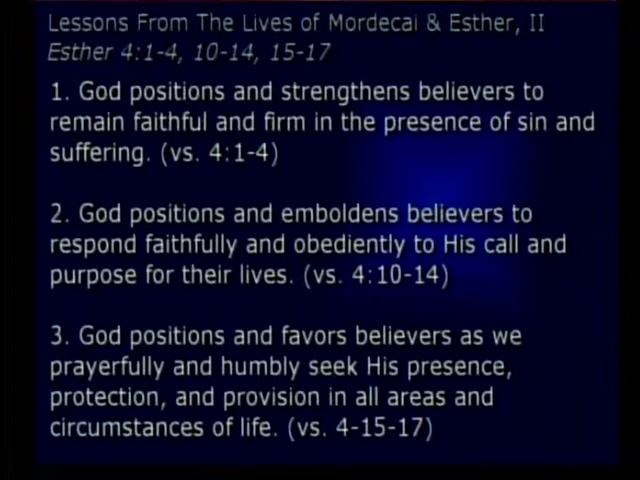 Lessons From The Lives of Mordecai & Esther, II
Esther 4:1-4, 10-14, 15-17
1. God positions and strengthens believers to
remain faithful and firm in the presence of sin and
suffering. (vs. 4:1-4)
2. God positions and emboldens believers to
respond faithfully and obediently to His call and
purpose for their lives. (vs. 4:10-14)
3. God positions and favors believers as we
prayerfully and humbly seek His presence,
protection, and provision in all areas and
circumstances of life. (vs. 4-15-17)